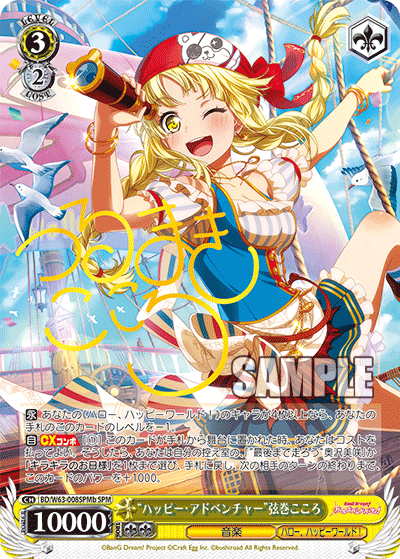 LEVEL
3
2
COST
つるまき
こころ
SAMPLE
永 あなたの《ハロー、ハッピーワールド!》のキャラが4枚以上なら、あなたの
手札のこのカードのレベルを－1。
自 CXコンボ [①] このカードが手札から舞台に置かれた時、あなたはコストを
払ってよい。そうしたら、あなたは自分の控え室の、“最後まで走ろう”奥沢美咲」か
「キラキラのお日様」を1枚まで選び、手札に戻し、次の相手のターンの終わりまで、
このカードのパワーを＋1000。
CH BD/W63-008SPMb SPM
10000
“ハッピー・アドベンチャー”弦巻こころ
音楽
ハロー、ハッピーワールド!
©BanG Dream! Project ©Craft Egg Inc. ©bushiroad All Rights Reserved.